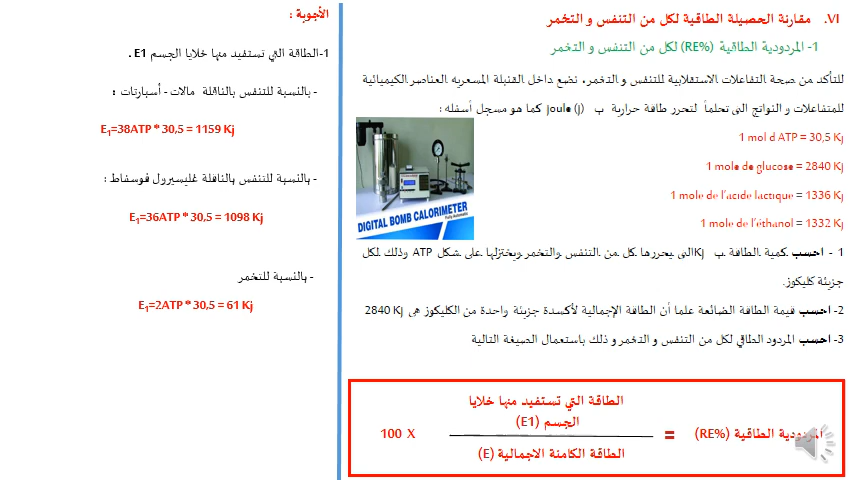 VI. مقارنة الحصيلة الطاقية لكل من التنفس و التخمر
1- المردودية الطاقية (RE%) لكل من التنفس و التخمر
للتأكد من صحة التفاعلات الاستقلابية للتنفس و التخمر، نضع داخل القنبلة المسعرية العناصر الكيميائية
للمتفاعلات و النواتج التي تحلمأ لتحرر طاقة حرارية ب Joule (J) كما هو مسجل أسفله :
1 mol d ATP = 30,5 Kj
1 mole de glucose = 2840 Kj
1 mole de l'acide lactique = 1336 Kj
1 mole de l'éthanol = 1332 Kj
DIGITAL BOMB CALORIMETER
Fully Automatic
1 - احسب كمية الطاقة ب Kj التي يحررها كل من التنفس والتخمر ويختزلها على شكل ATP وذلك لكل
جزيئة كليكوز.
2- احسب قيمة الطاقة الضائعة علما أن الطاقة الإجمالية لأكسدة جزيئة واحدة من الكليكوز هي 2840 Kj
3- احسب المردود الطاقي لكل من التنفس و التخمر و ذلك باستعمال الصيغة التالية
الطاقة التي تستفيد منها خلايا
الجسم (E1)
المردودية الطاقية (RE%) = 100 X
الطاقة الكامنة الاجمالية (E)
الأجوبة :
1-الطاقة التي تستفيد منها خلايا الجسم E1 .
- بالنسبة للتنفس بالناقلة مالات - أسبارتات :
E₁=38ATP * 30,5 = 1159 Kj
- بالنسبة للتنفس بالناقلة غليسيرول فوسفاط :
E₁=36ATP * 30,5 = 1098 Kj
- بالنسبة للتخمر
E₁=2ATP * 30,5 = 61 Kj